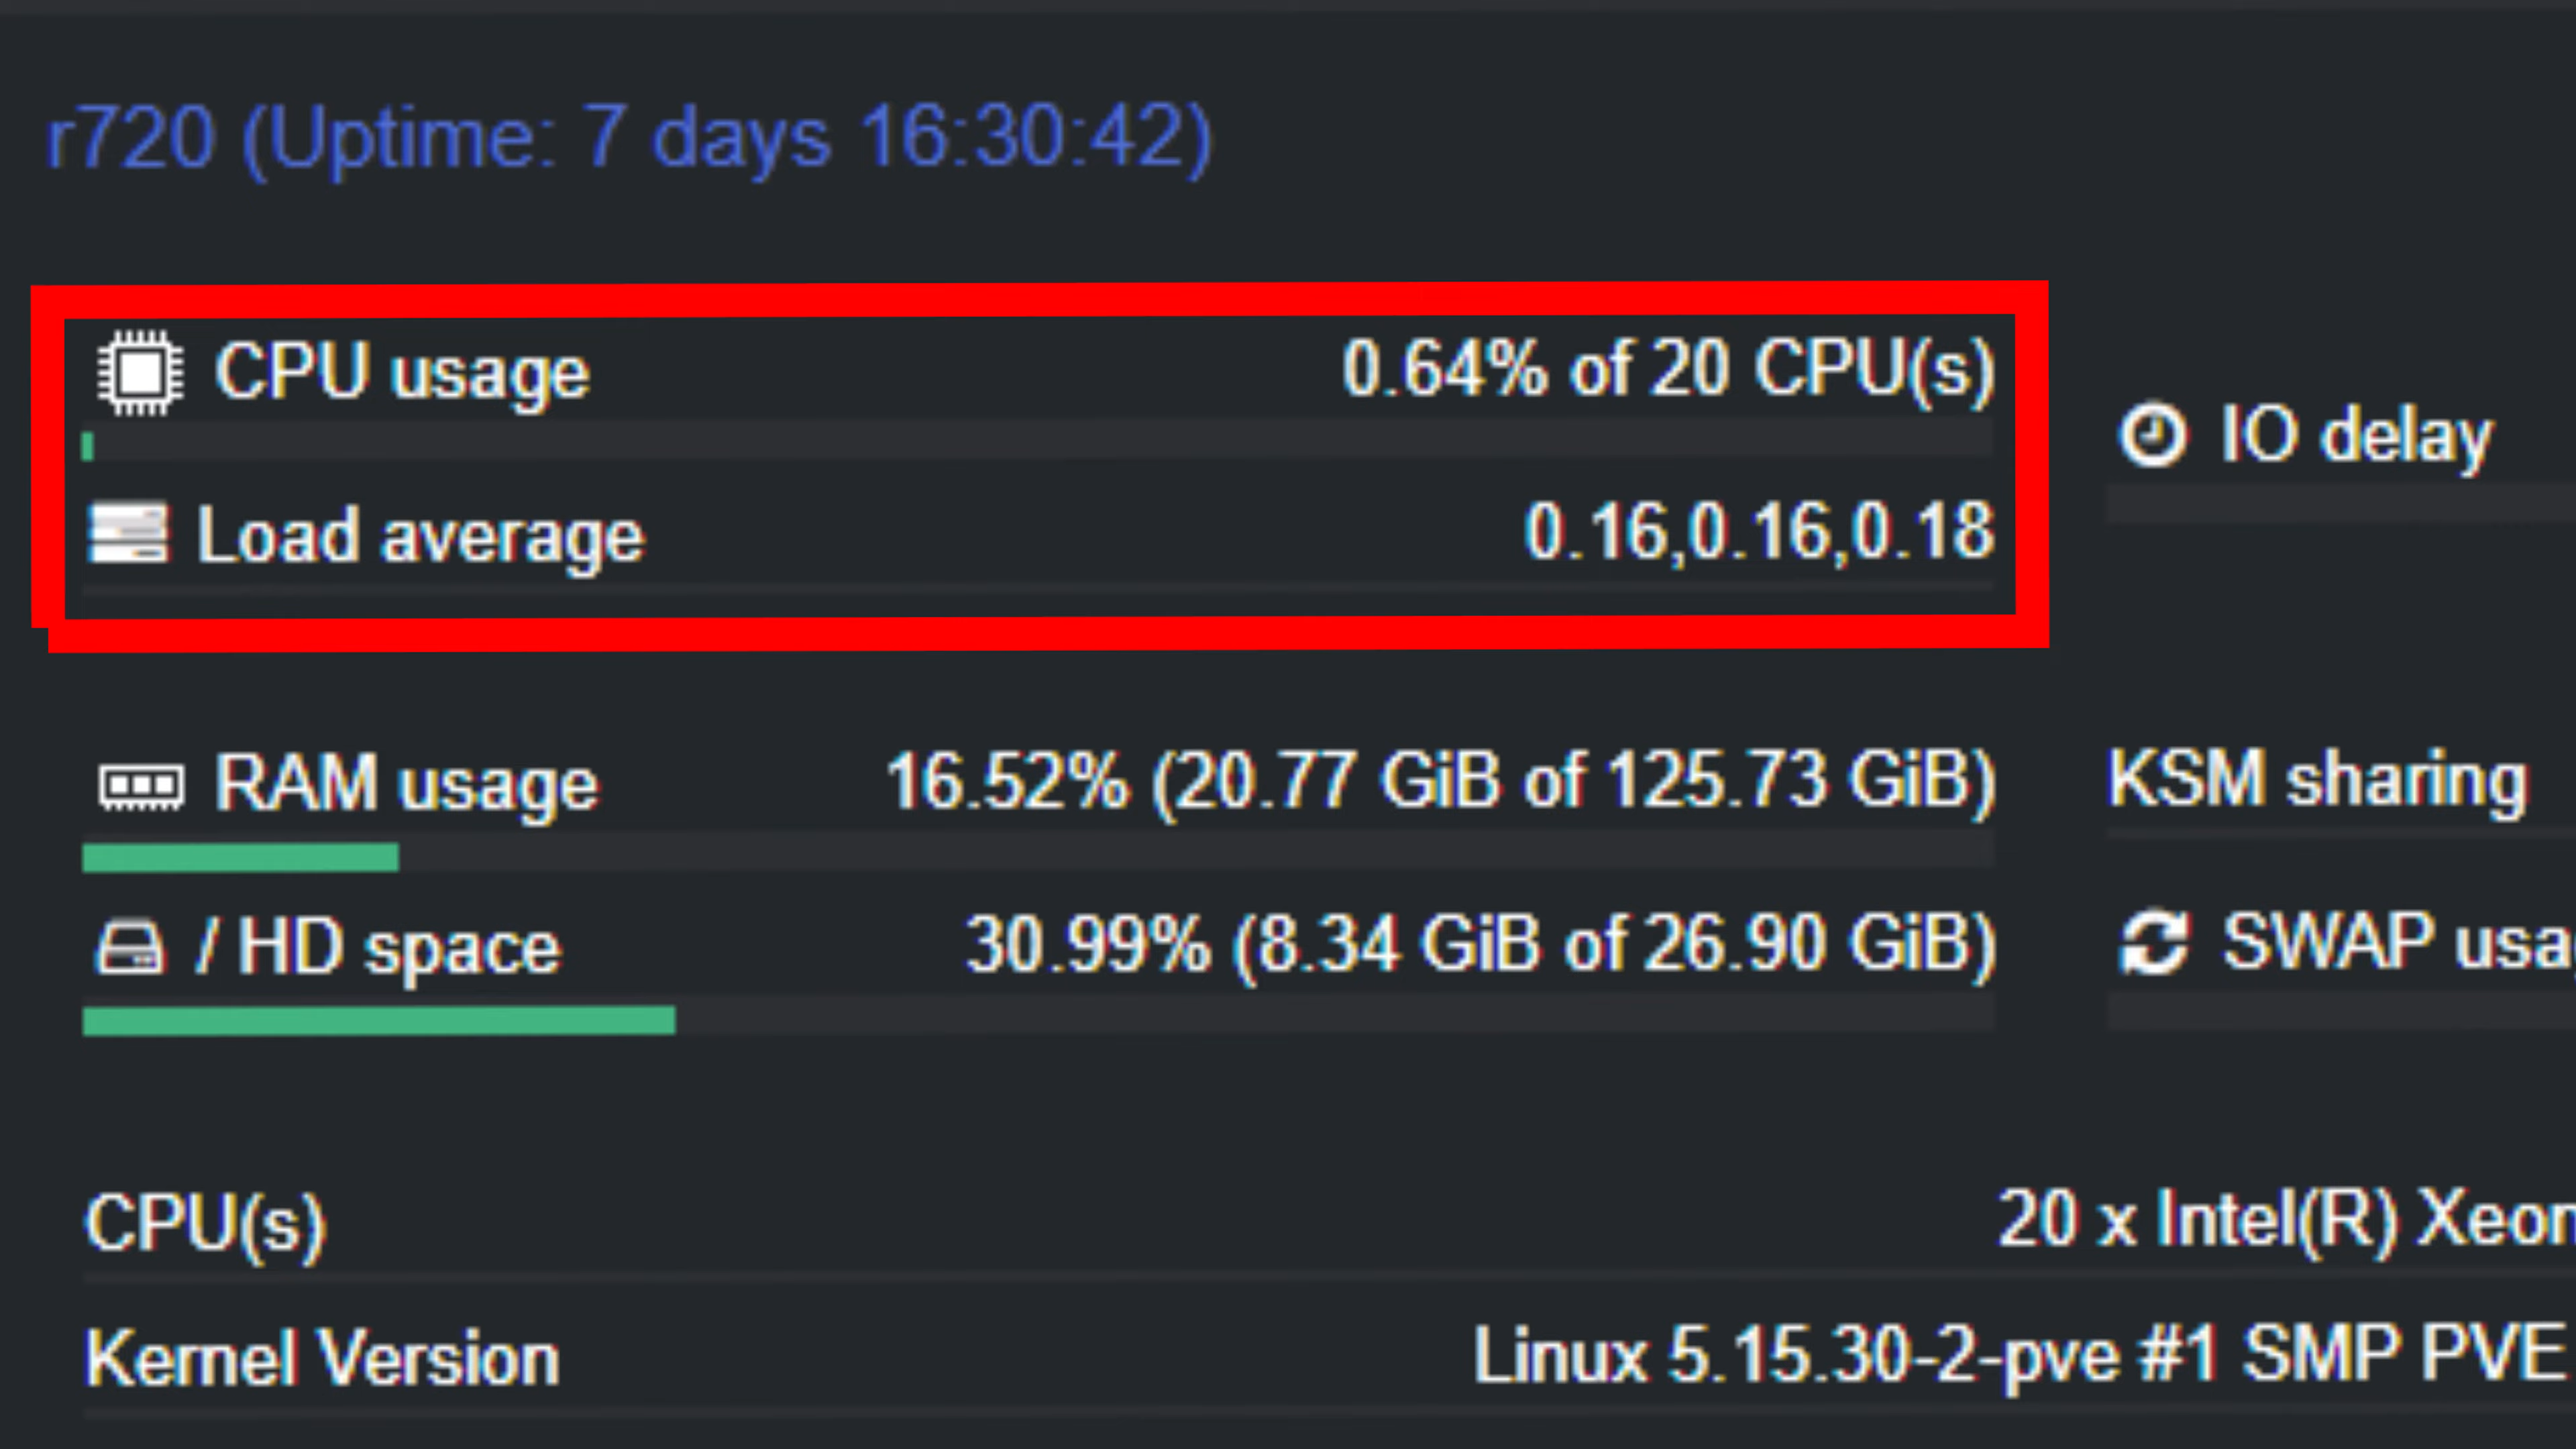 r720 (Uptime: 7 days 16:30:42)
CPU usage 0.64% of 20 CPU(s)
IO delay
Load average 0.16,0.16,0.18
RAM usage 16.52% (20.77 GiB of 125.73 GiB) KSM sharing
/ HD space 30.99% (8.34 GiB of 26.90 GiB) SWAP
CPU(s) 20 x Intel(R)
Kernel Version Linux 5.15.30-2-pve #1 SMP PVE